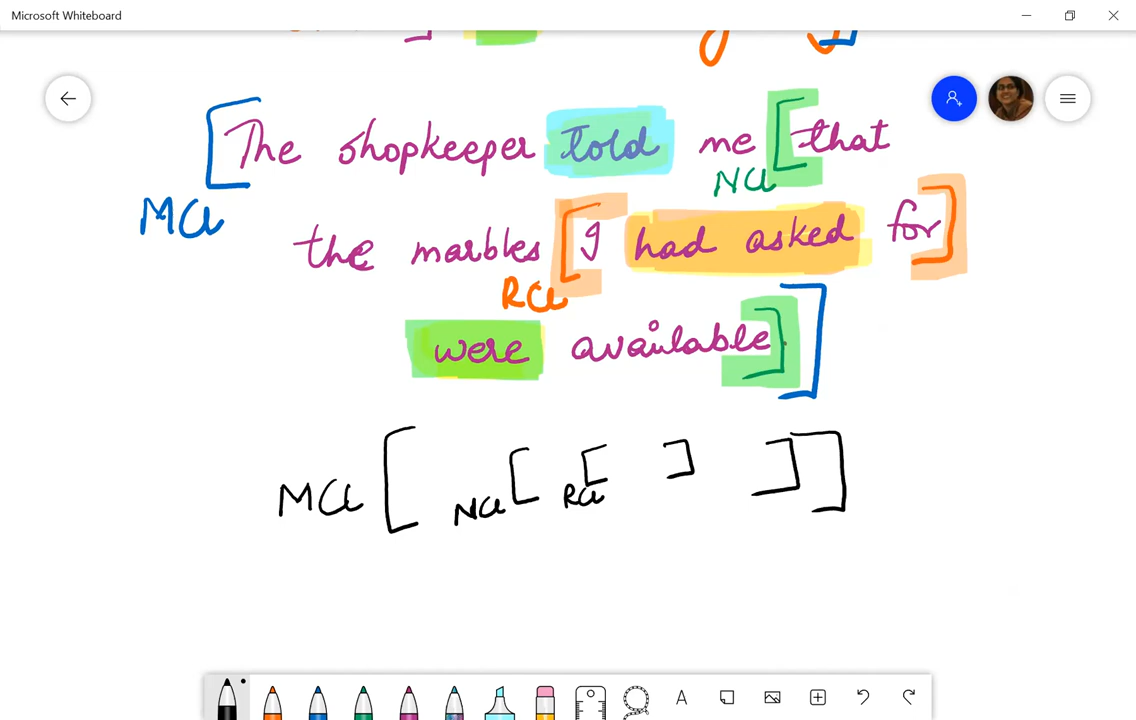 Microsoft Whiteboard
[The shopkeeper told me [that
MCl NCl
the marbles [I had asked for]
RCl
were available]]
MCl [ NCl [ RCl [ ] ] ]
A